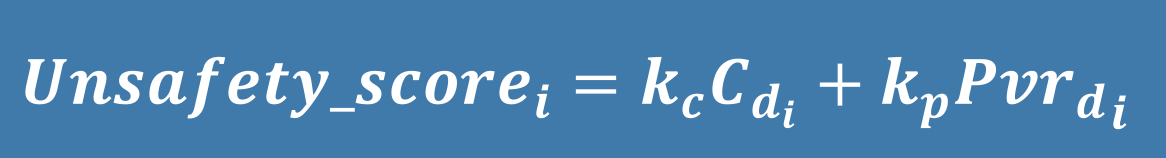 Unsafety_score_i = k_c C_{d_i} + k_p Pvr_{d_i}